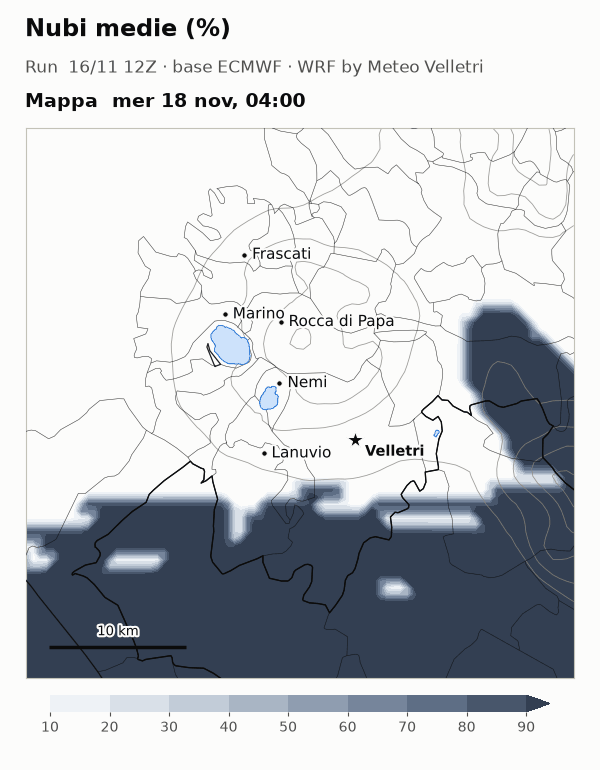 Nubi medie (%)
Run  16/11 12Z · base ECMWF · WRF by Meteo Velletri
Mappa  mer 18 nov, 04:00
Frascati
Marino
Rocca di Papa
Nemi
Velletri
Lanuvio
10 km
10 20 30 40 50 60 70 80 90